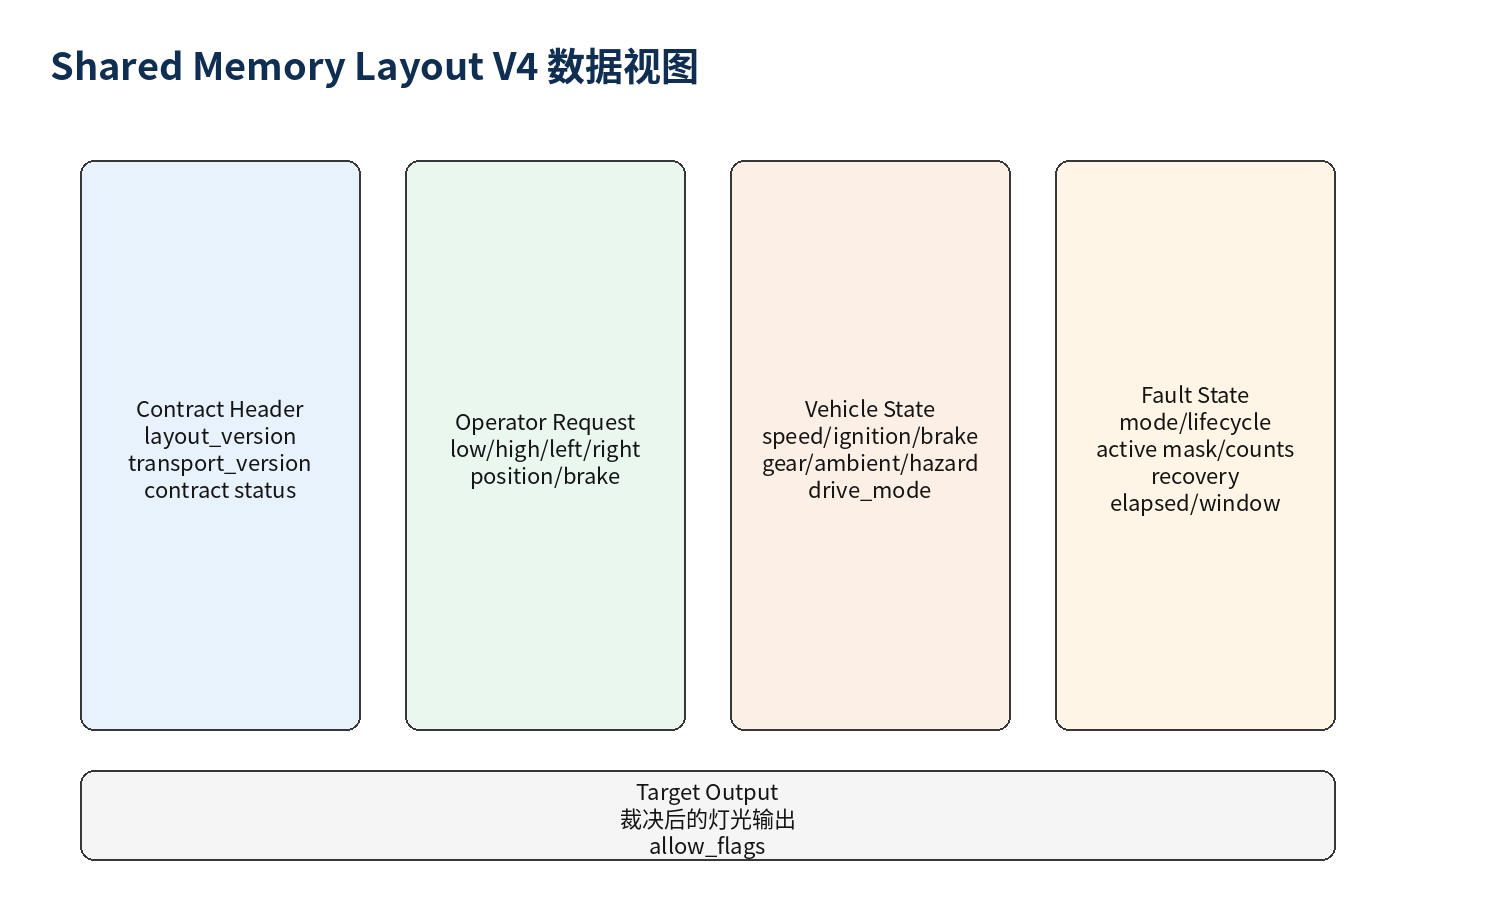 Shared Memory Layout V4 数据视图
Contract Header
layout_version
transport_version
contract status
Operator Request
low/high/left/right
position/brake
Vehicle State
speed/ignition/brake
gear/ambient/hazard
drive_mode
Fault State
mode/lifecycle
active mask/counts
recovery
elapsed/window
Target Output
裁决后的灯光输出
allow_flags